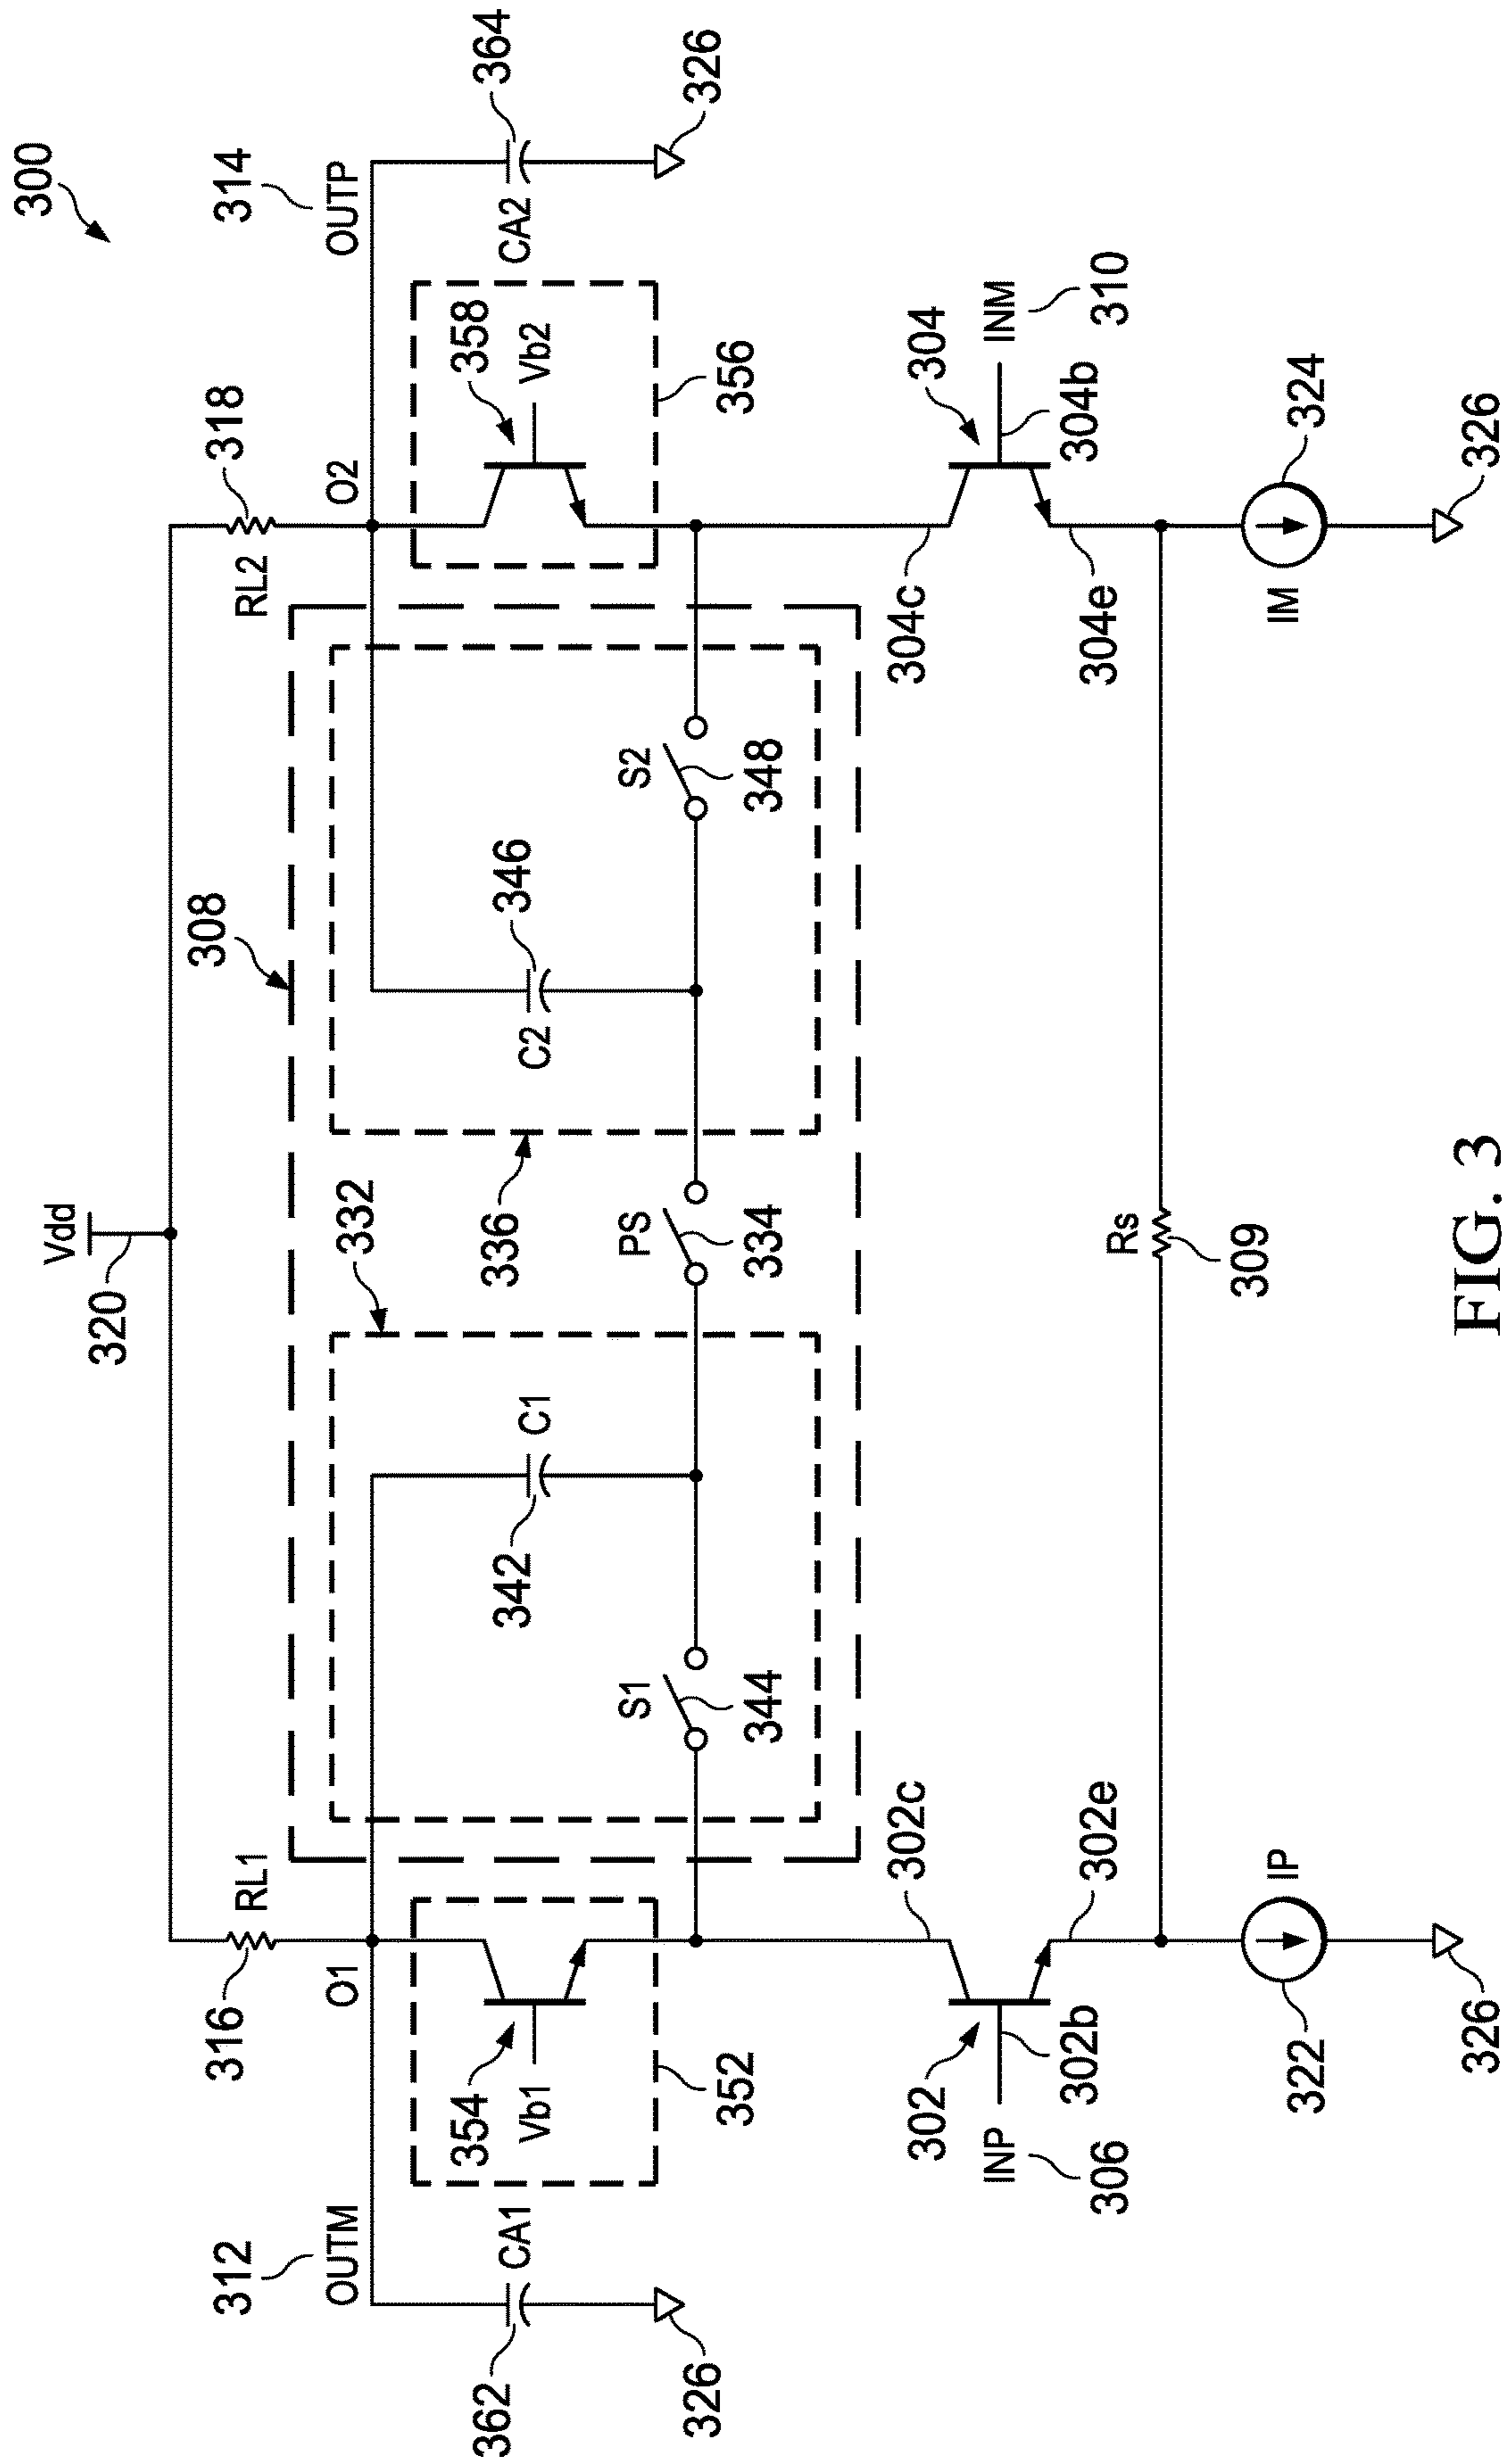 300
Vdd
320
316
RL1
RL2
318
312
OUTM
O1
O2
OUTP
314
308
332
336
362
CA1
354
Vb1
352
342
C1
C2
346
358
Vb2
356
CA2
364
326
326
S1
344
PS
334
S2
348
302
INP
306
302b
302c
302e
304c
304e
304
304b
INM
310
Rs
309
322
IP
326
IM
324
326
FIG. 3